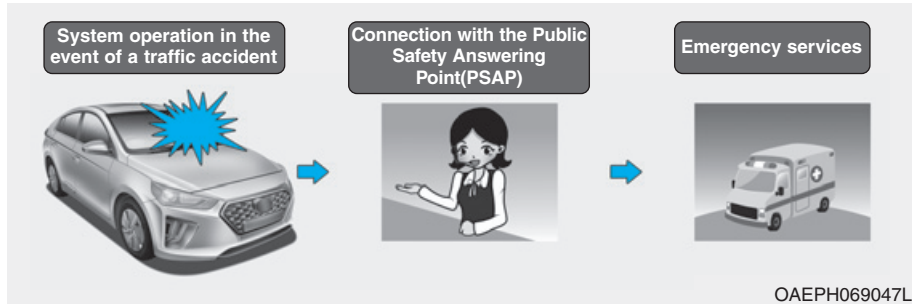 System operation in the
event of a traffic accident
Connection with the Public
Safety Answering
Point(PSAP)
Emergency services
OAEPH069047L